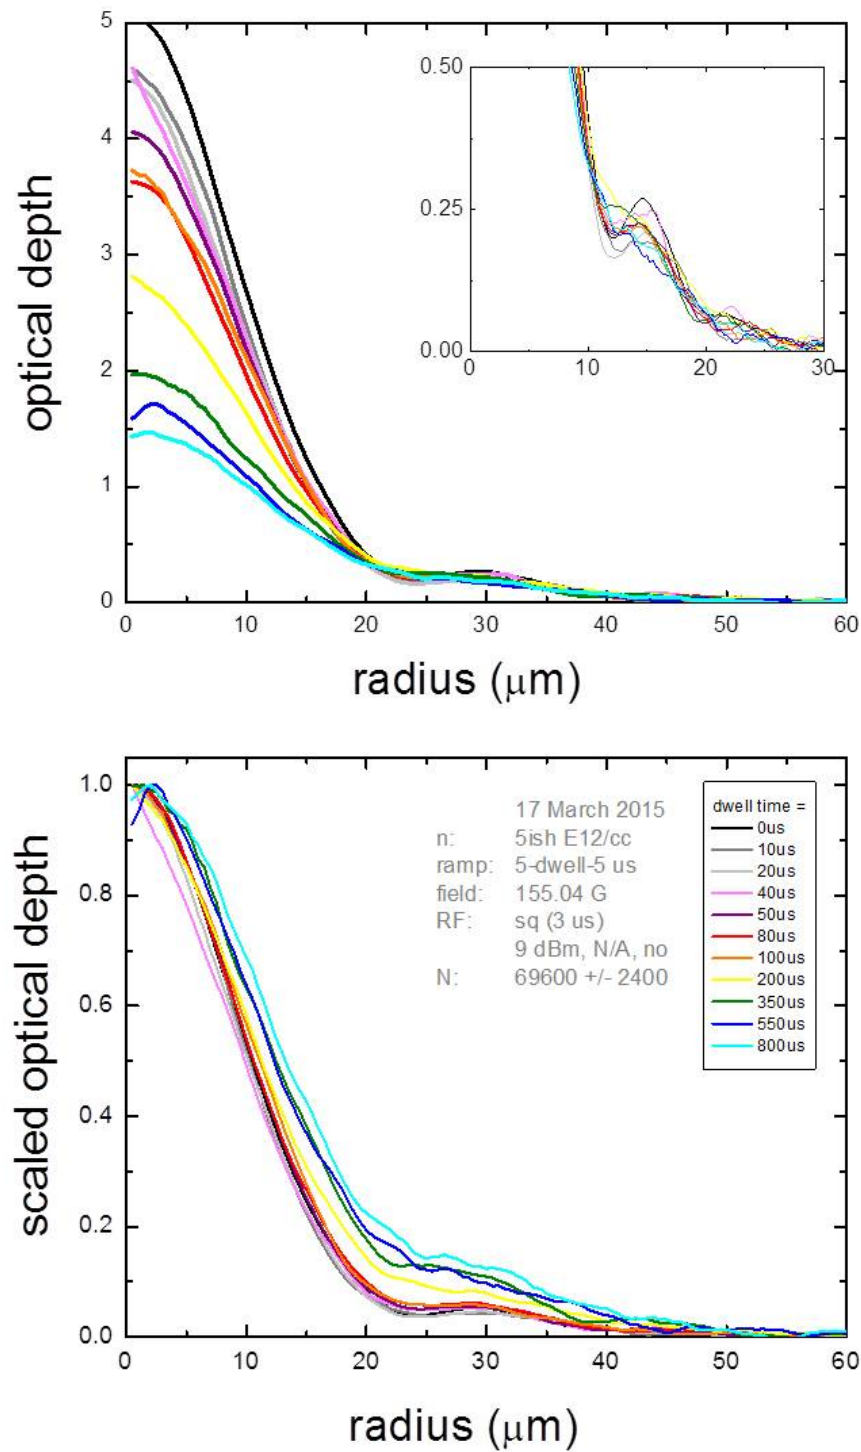 5
4
3
2
1
0
optical depth
0 10 20 30 40 50 60
radius (μm)
0.50
0.25
0.00
0 10 20 30
1.0
0.8
0.6
0.4
0.2
0.0
scaled optical depth
0 10 20 30 40 50 60
radius (μm)
17 March 2015
n: 5ish E12/cc
ramp: 5-dwell-5 us
field: 155.04 G
RF: sq (3 us)
9 dBm, N/A, no
N: 69600 +/- 2400
dwell time =
0us
10us
20us
40us
50us
80us
100us
200us
350us
550us
800us